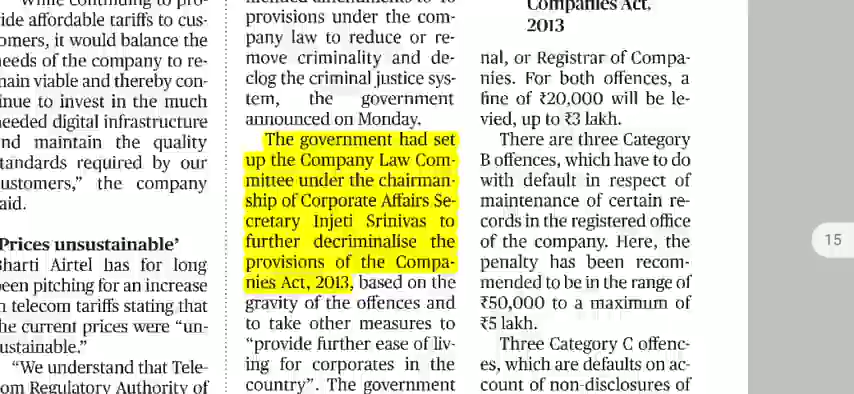 ide affordable tariffs to cus-
omers, it would balance the
eeds of the company to re-
main viable and thereby con-
inue to invest in the much
needed digital infrastructure
nd maintain the quality
tandards required by our
ustomers,” the company
aid.
Prices unsustainable’
Bharti Airtel has for long
een pitching for an increase
n telecom tariffs stating that
he current prices were “un-
ustainable.”
“We understand that Tele-
om Regulatory Authority of
provisions under the com-
pany law to reduce or re-
move criminality and de-
clog the criminal justice sys-
tem, the government
announced on Monday.
The government had set
up the Company Law Com-
mittee under the chairman-
ship of Corporate Affairs Se-
cretary Injeti Srinivas to
further decriminalise the
provisions of the Compa-
nies Act, 2013, based on the
gravity of the offences and
to take other measures to
“provide further ease of liv-
ing for corporates in the
country”. The government
Companies Act,
2013
nal, or Registrar of Compa-
nies. For both offences, a
fine of ₹20,000 will be le-
vied, up to ₹3 lakh.
There are three Category
B offences, which have to do
with default in respect of
maintenance of certain re-
cords in the registered office
of the company. Here, the
penalty has been recom-
mended to be in the range of
₹50,000 to a maximum of
₹5 lakh.
Three Category C offenc-
es, which are defaults on ac-
count of non-disclosures of
15